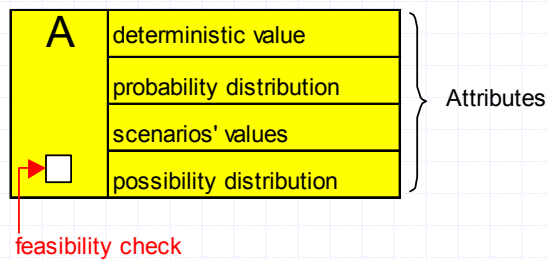 A
deterministic value
probability distribution
scenarios' values
possibility distribution
Attributes
feasibility check